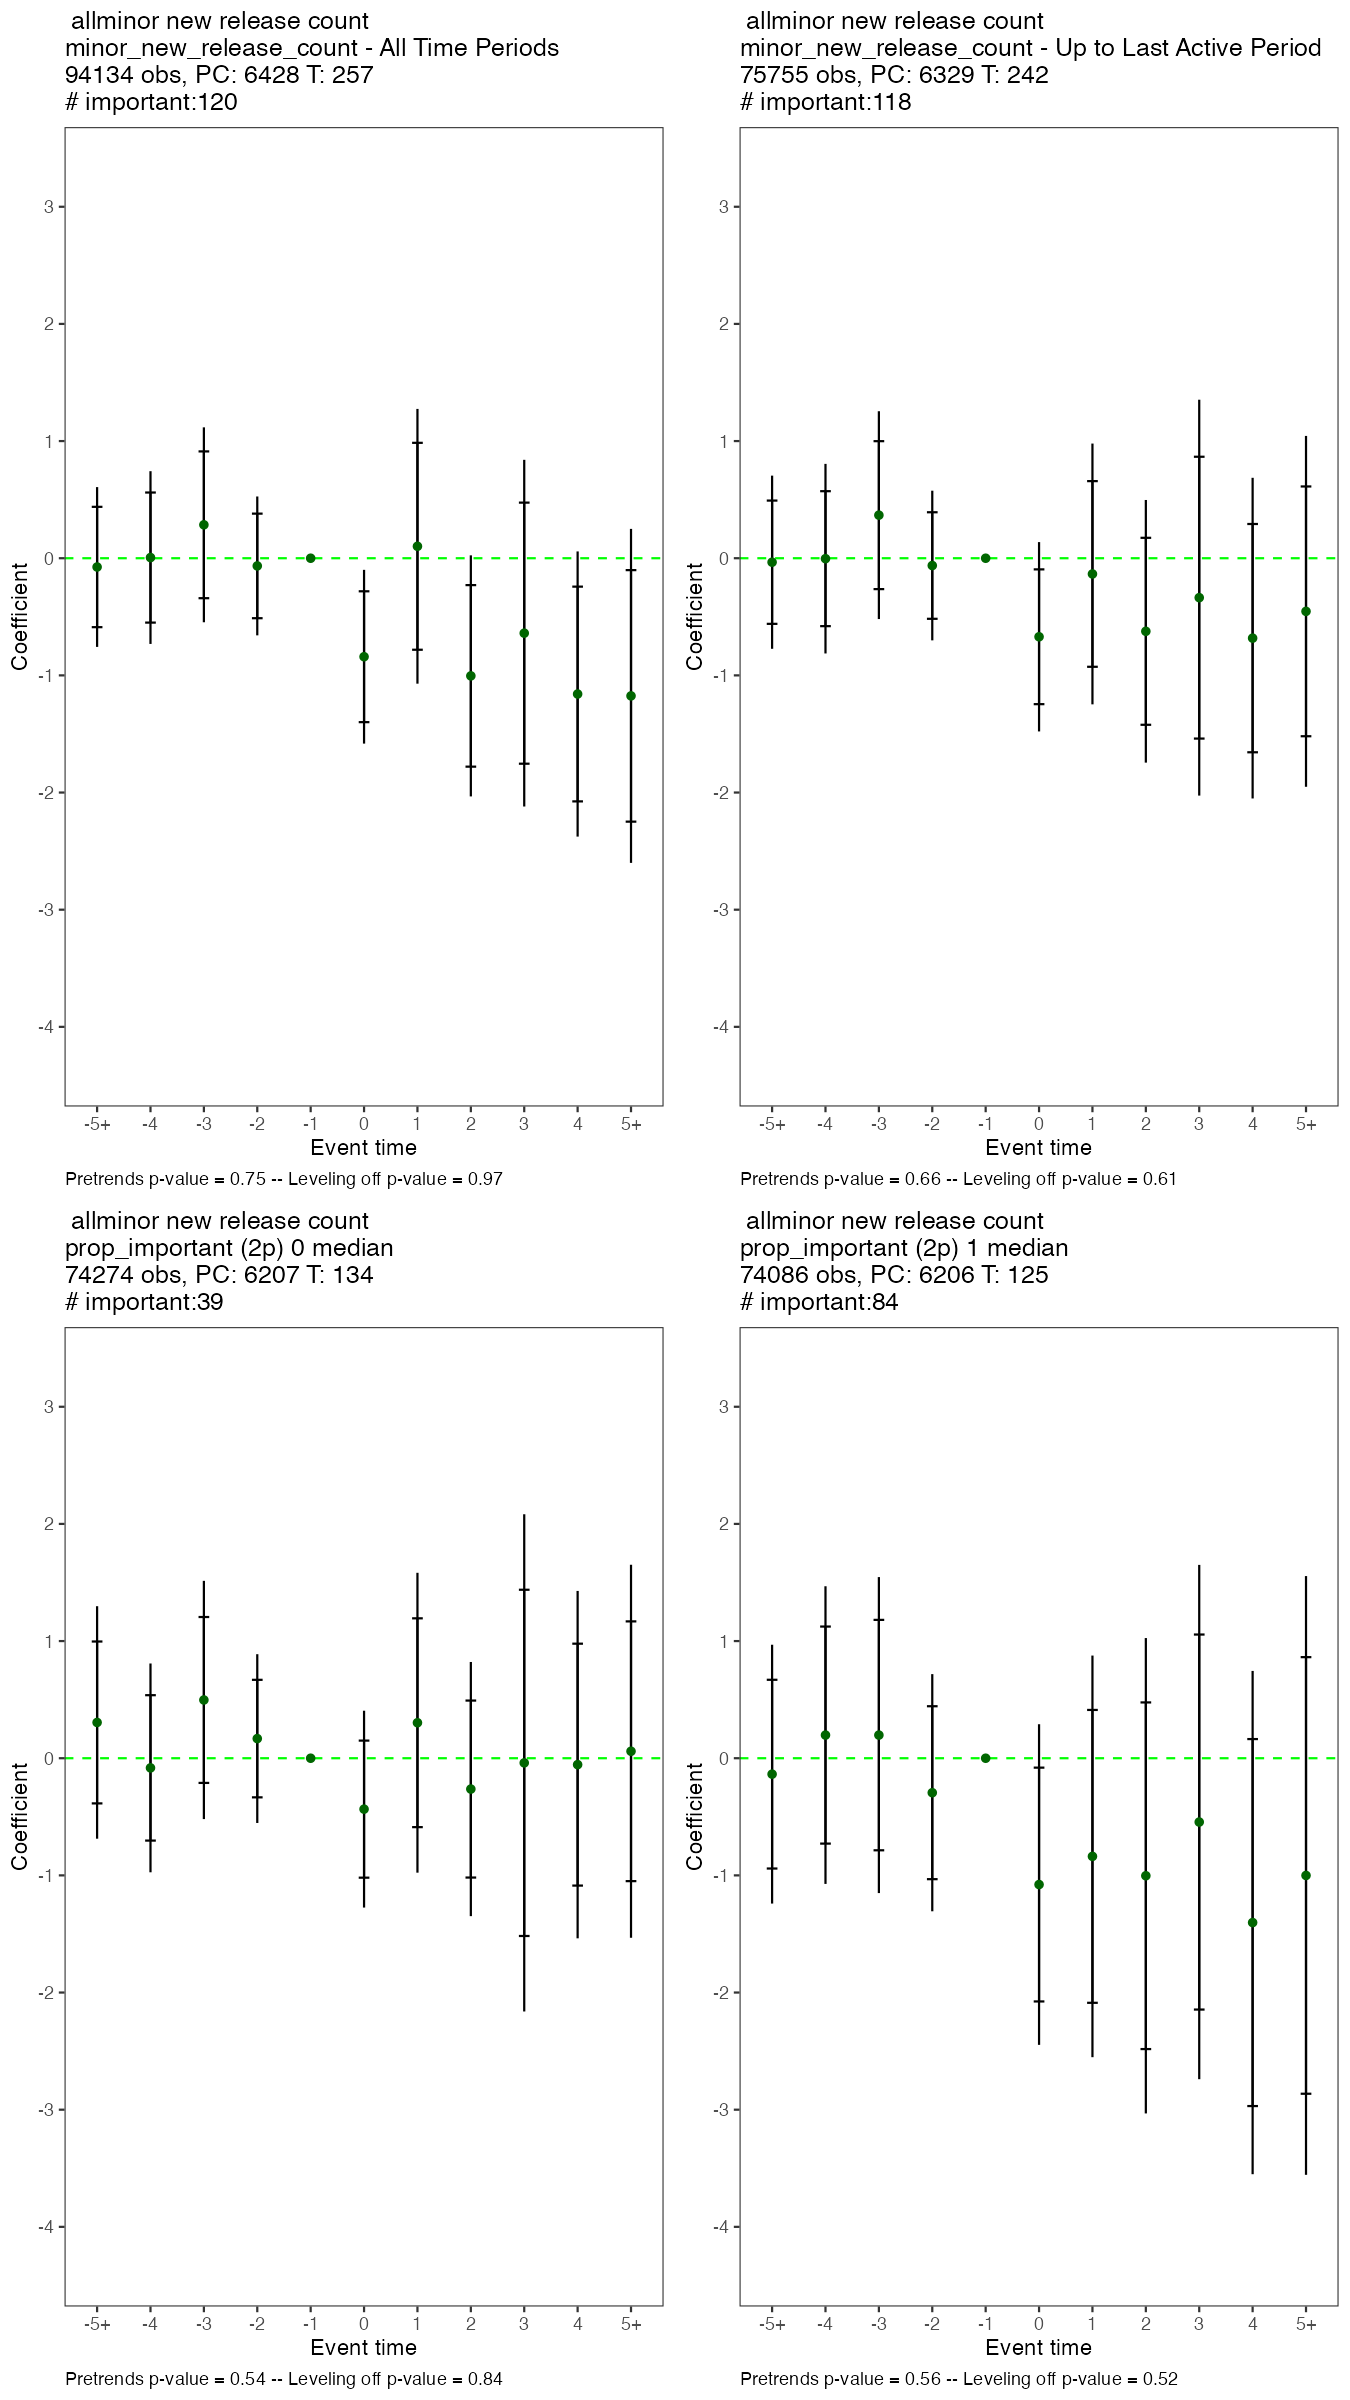 allminor new release count
minor_new_release_count - All Time Periods
94134 obs, PC: 6428 T: 257
# important:120
3
2
1
0
-1
-2
-3
-4
Coefficient
-5+ -4 -3 -2 -1 0 1 2 3 4 5+
Event time
Pretrends p-value = 0.75 -- Leveling off p-value = 0.97
allminor new release count
minor_new_release_count - Up to Last Active Period
75755 obs, PC: 6329 T: 242
# important:118
3
2
1
0
-1
-2
-3
-4
Coefficient
-5+ -4 -3 -2 -1 0 1 2 3 4 5+
Event time
Pretrends p-value = 0.66 -- Leveling off p-value = 0.61
allminor new release count
prop_important (2p) 0 median
74274 obs, PC: 6207 T: 134
# important:39
3
2
1
0
-1
-2
-3
-4
Coefficient
-5+ -4 -3 -2 -1 0 1 2 3 4 5+
Event time
Pretrends p-value = 0.54 -- Leveling off p-value = 0.84
allminor new release count
prop_important (2p) 1 median
74086 obs, PC: 6206 T: 125
# important:84
3
2
1
0
-1
-2
-3
-4
Coefficient
-5+ -4 -3 -2 -1 0 1 2 3 4 5+
Event time
Pretrends p-value = 0.56 -- Leveling off p-value = 0.52